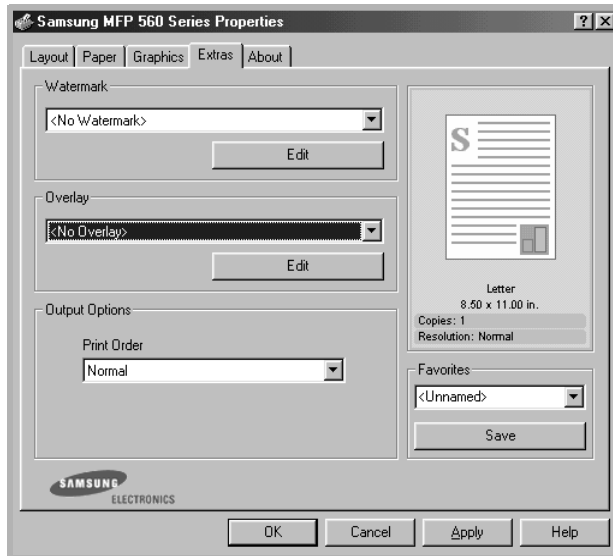 Samsung MFP 560 Series Properties
Layout Paper Graphics Extras About
Watermark
<No Watermark>
Edit
Overlay
<No Overlay>
Edit
Output Options
Print Order
Normal
S
Letter
8.50 x 11.00 in.
Copies: 1
Resolution: Normal
Favorites
<Unnamed>
Save
SAMSUNG
ELECTRONICS
OK Cancel Apply Help